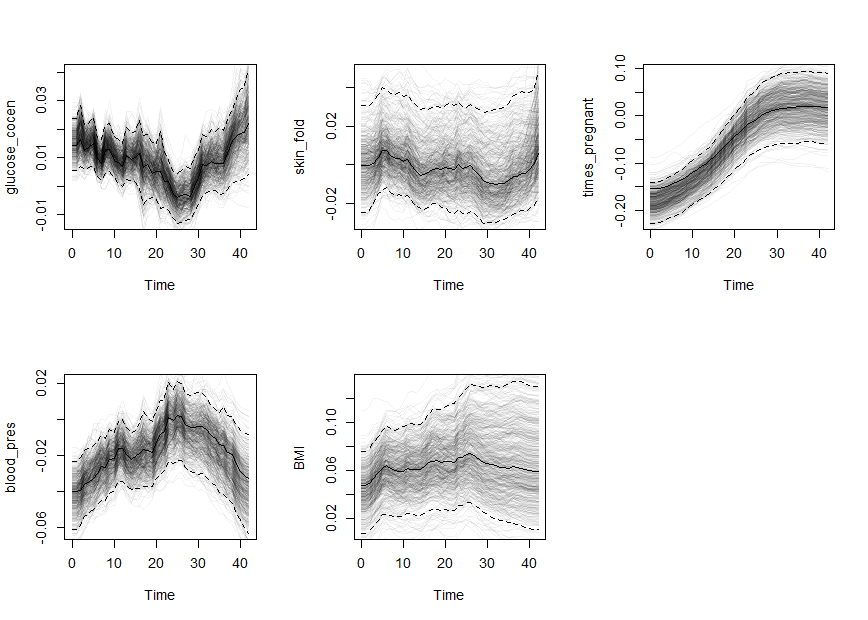 glucose_cocen
-0.01 0.01 0.03
0 10 20 30 40
Time
skin_fold
-0.02 0.02
0 10 20 30 40
Time
times_pregnant
-0.20 -0.10 0.00 0.10
0 10 20 30 40
Time
blood_pres
-0.06 -0.02 0.02
0 10 20 30 40
Time
BMI
0.02 0.06 0.10
0 10 20 30 40
Time